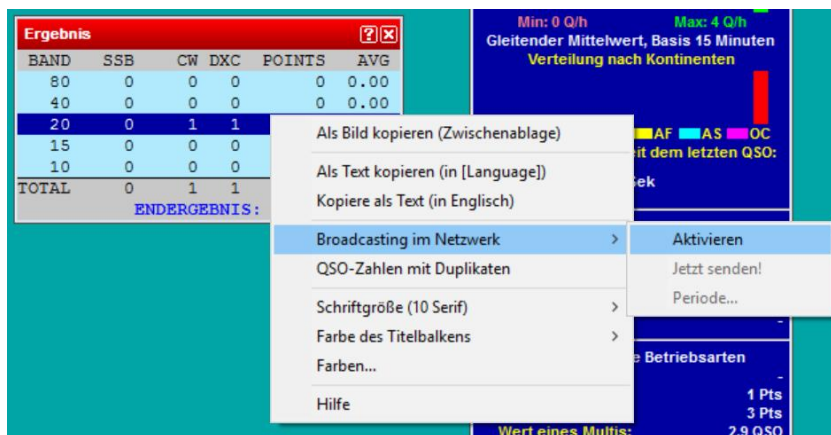 Ergebnis
BAND SSB CW DXC POINTS AVG
80 0 0 0 0 0.00
40 0 0 0 0 0.00
20 0 1 1
15 0 0 0
10 0 0 0
TOTAL 0 1 1
ENDERGEBNIS:
Als Bild kopieren (Zwischenablage)
Als Text kopieren (in [Language])
Kopiere als Text (in Englisch)
Broadcasting im Netzwerk >
QSO-Zahlen mit Duplikaten
Schriftgröße (10 Serif) >
Farbe des Titelbalkens >
Farben...
Hilfe
Aktivieren
Jetzt senden!
Periode...
Min: 0 Q/h Max: 4 Q/h
Gleitender Mittelwert, Basis 15 Minuten
Verteilung nach Kontinenten
AF AS OC
eit dem letzten QSO:
Sek
-
e Betriebsarten
-
1 Pts
3 Pts
Wert eines Multis: 2.9 QSO